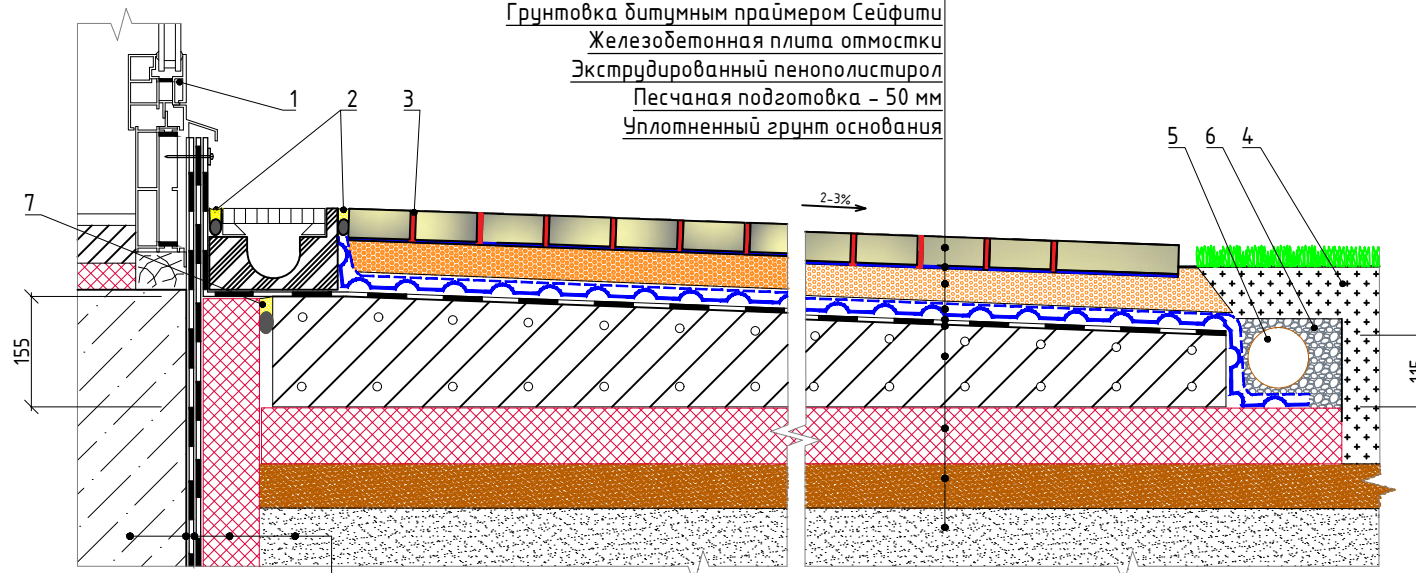 Грунтовка битумным праймером Сейфити
Железобетонная плита отмостки
Экструдированный пенополистирол
Песчаная подготовка - 50 мм
Уплотненный грунт основания
1
2
3
5
6
4
7
2-3%
155
115